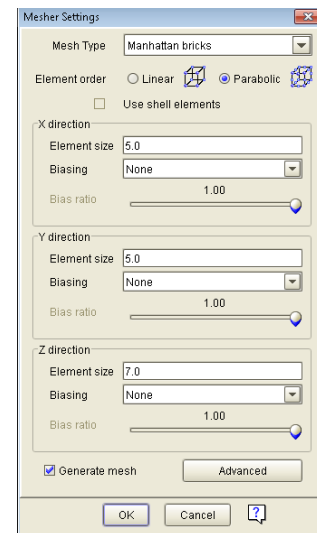 Mesher Settings
Mesh Type Manhattan bricks
Element order Linear Parabolic
Use shell elements
X direction
Element size 5.0
Biasing None
1.00
Bias ratio
Y direction
Element size 5.0
Biasing None
1.00
Bias ratio
Z direction
Element size 7.0
Biasing None
1.00
Bias ratio
Generate mesh Advanced
OK Cancel ?